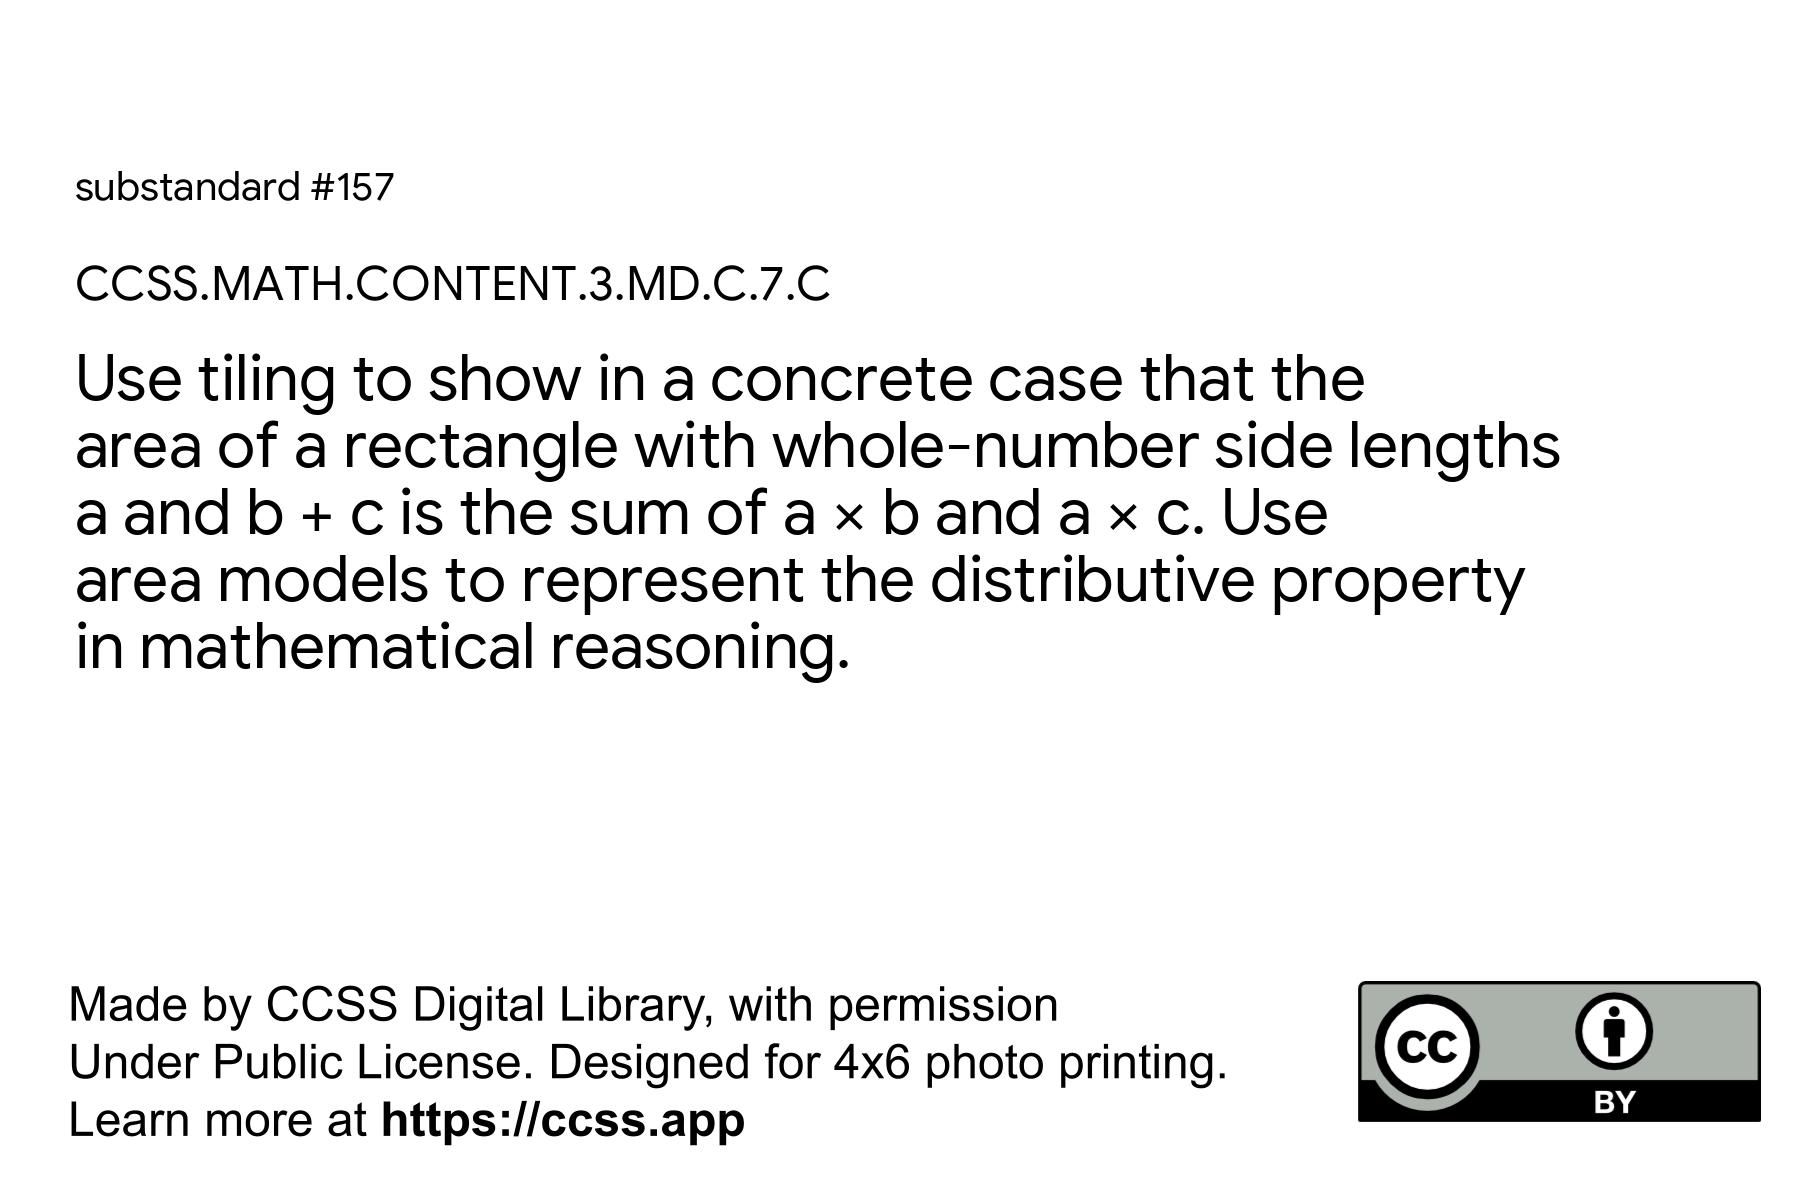 substandard #157
CCSS.MATH.CONTENT.3.MD.C.7.C
Use tiling to show in a concrete case that the
area of a rectangle with whole-number side lengths
a and b + c is the sum of a × b and a × c. Use
area models to represent the distributive property
in mathematical reasoning.
Made by CCSS Digital Library, with permission
Under Public License. Designed for 4x6 photo printing.
Learn more at https://ccss.app
cc
BY